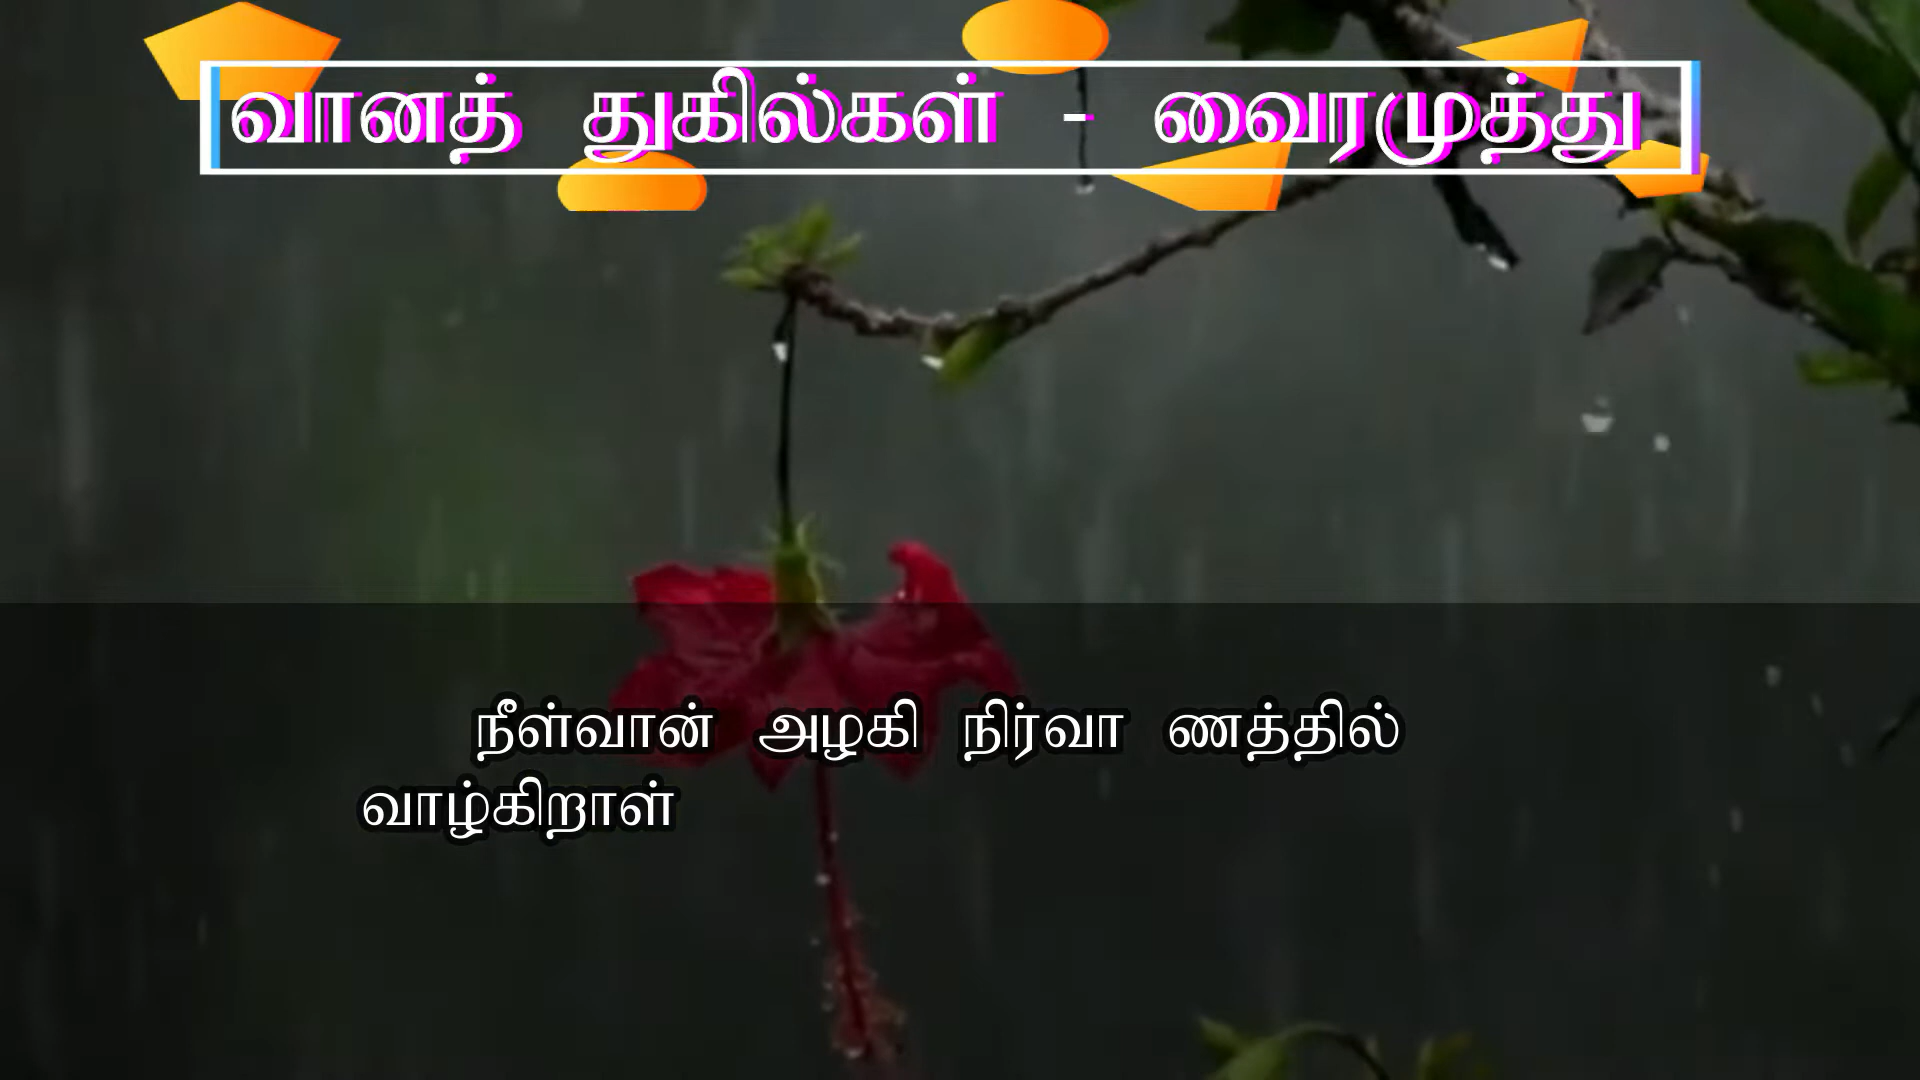 வானத் துகில்கள் - வைரமுத்து
நீள்வான் அழகி நிர்வா ணத்தில்
வாழ்கிறாள்